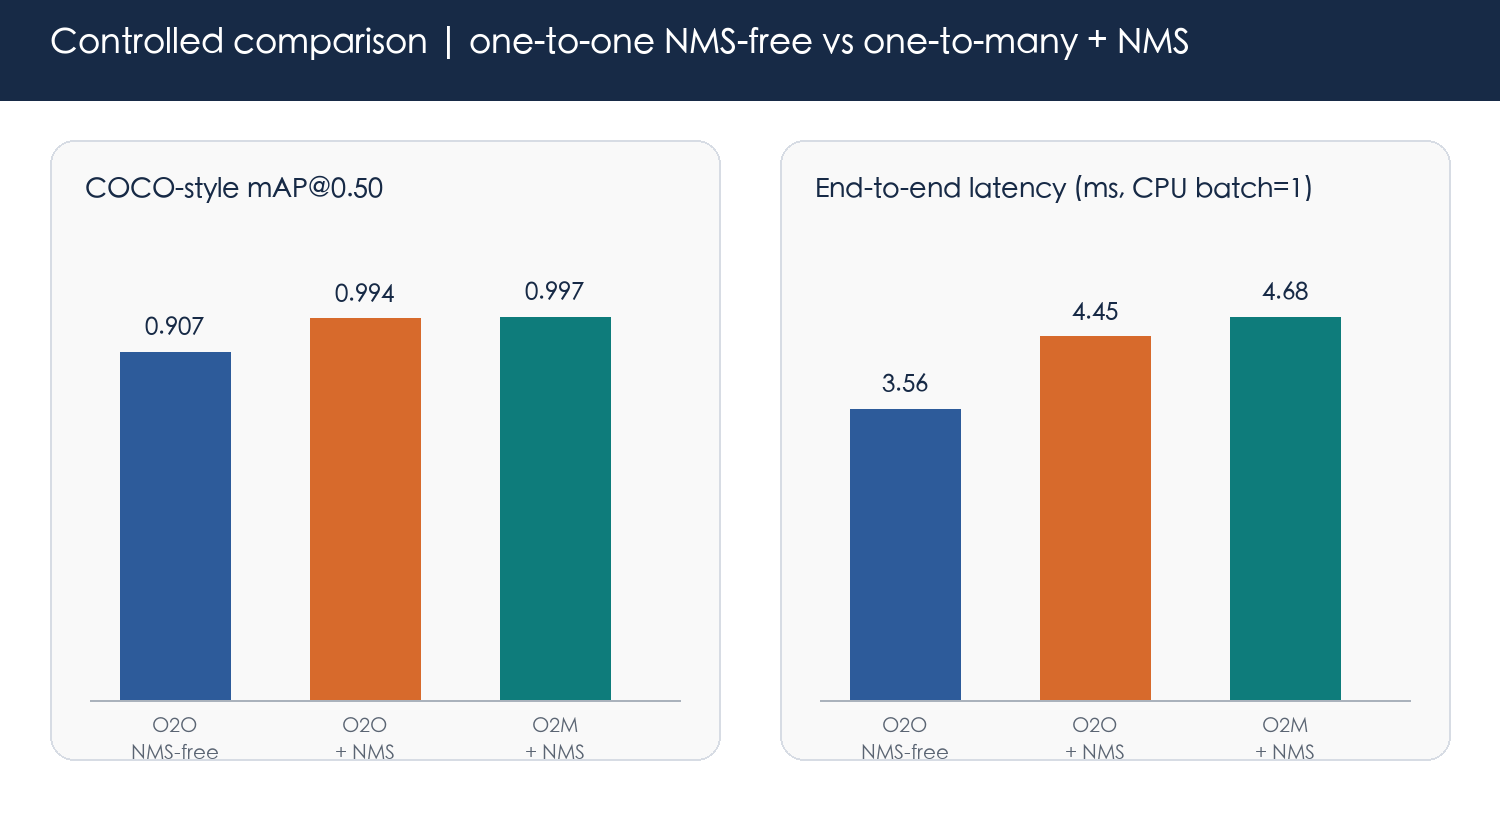 Controlled comparison | one-to-one NMS-free vs one-to-many + NMS
COCO-style mAP@0.50
0.907
0.994
0.997
O2O
NMS-free
O2O
+ NMS
O2M
+ NMS
End-to-end latency (ms, CPU batch=1)
3.56
4.45
4.68
O2O
NMS-free
O2O
+ NMS
O2M
+ NMS